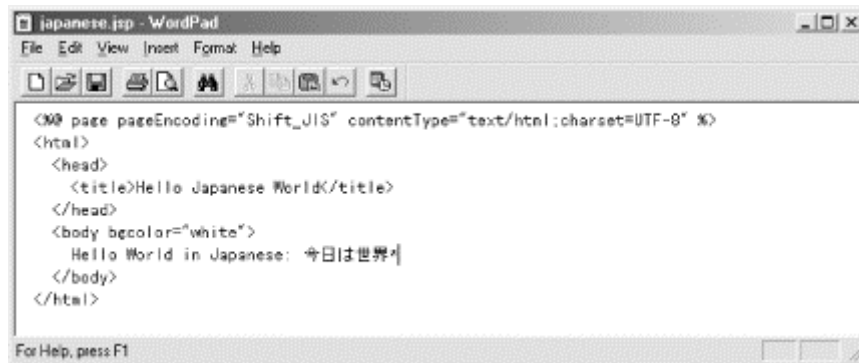 japanese.jsp - WordPad
File Edit View Insert Format Help
<%@ page pageEncoding="Shift_JIS" contentType="text/html;charset=UTF-8" %>
<html>
<head>
<title>Hello Japanese World</title>
</head>
<body bgcolor="white">
Hello World in Japanese: 今日は世界
</body>
</html>
For Help, press F1